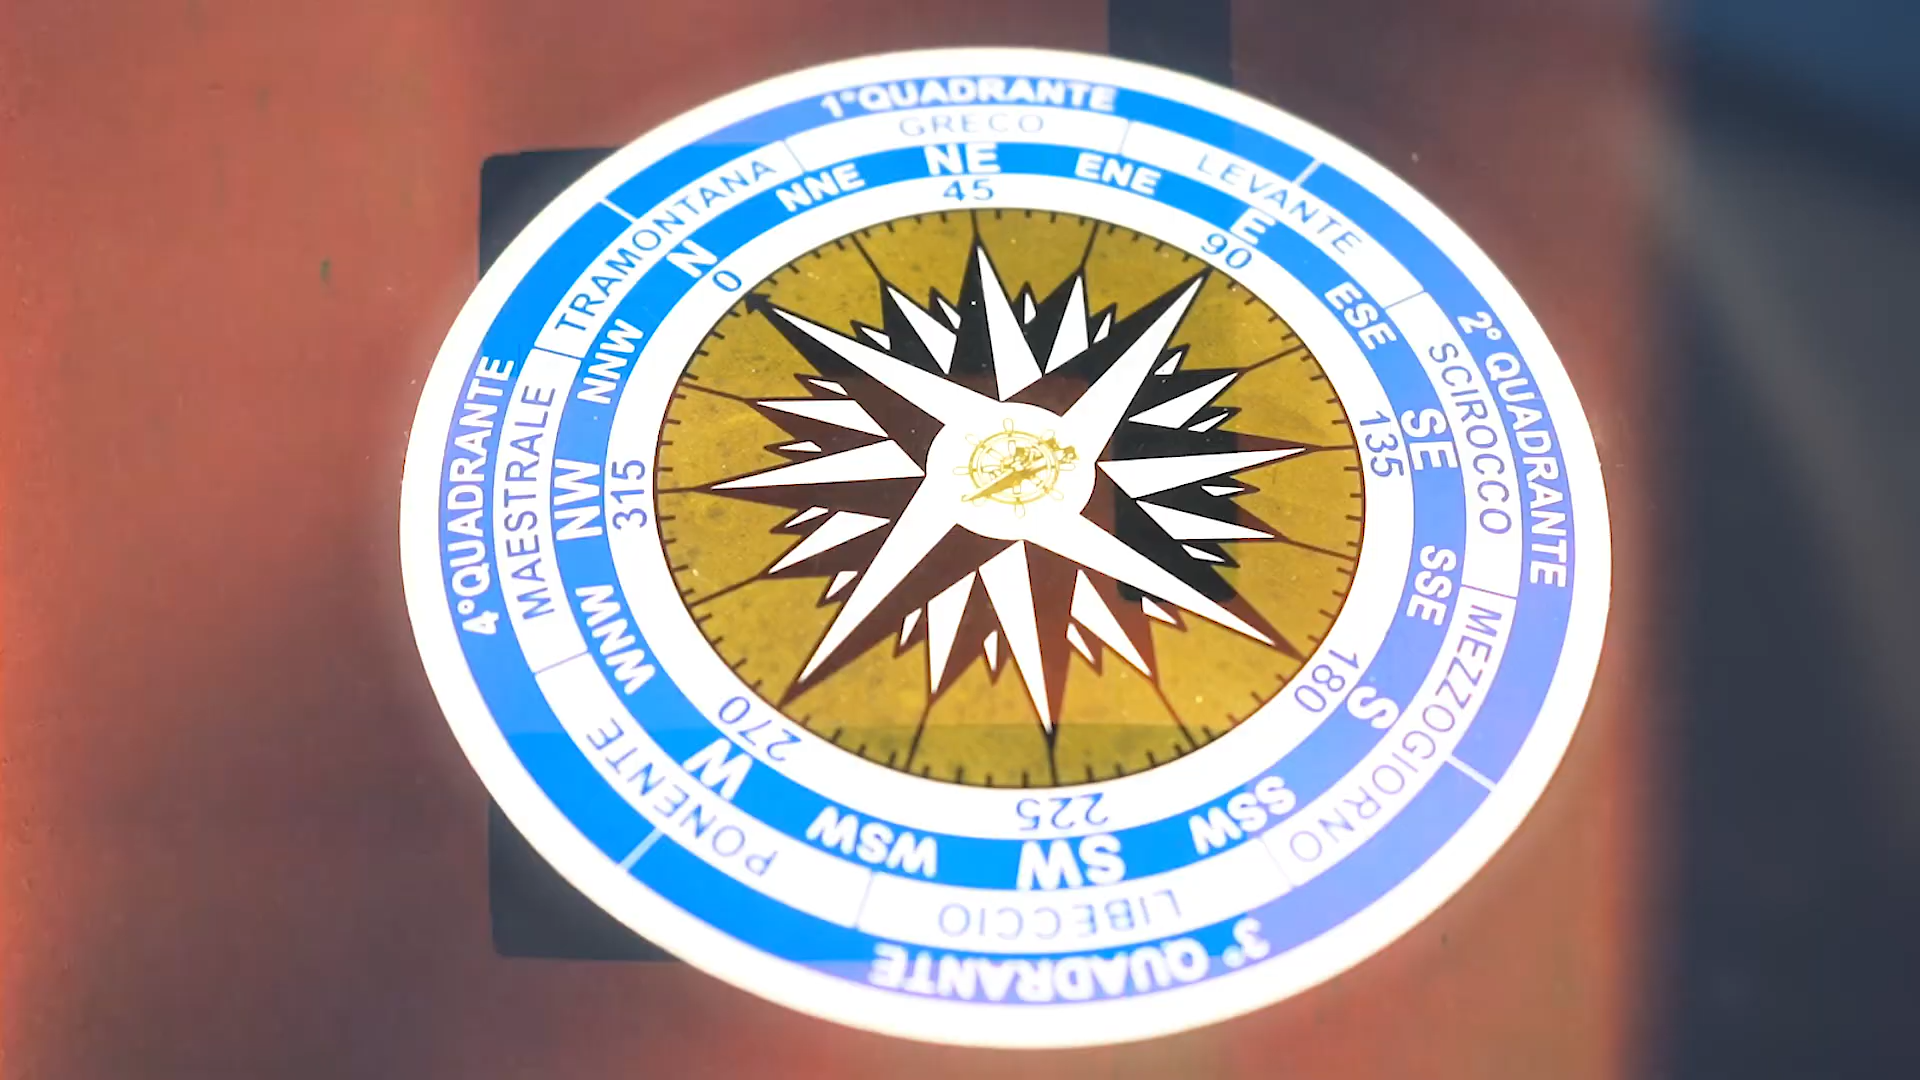 1°QUADRANTE
GRECO
NE
45
NNE
ENE
TRAMONTANA
N
0
LEVANTE
E
90
ESE
2° QUADRANTE
SCIROCCO
SE
135
SSE
MEZZOGIORNO
S
180
SSW
3° QUADRANTE
LIBECCIO
SW
225
WSW
PONENTE
W
270
WNW
4°QUADRANTE
MAESTRALE
NW
315
NNW